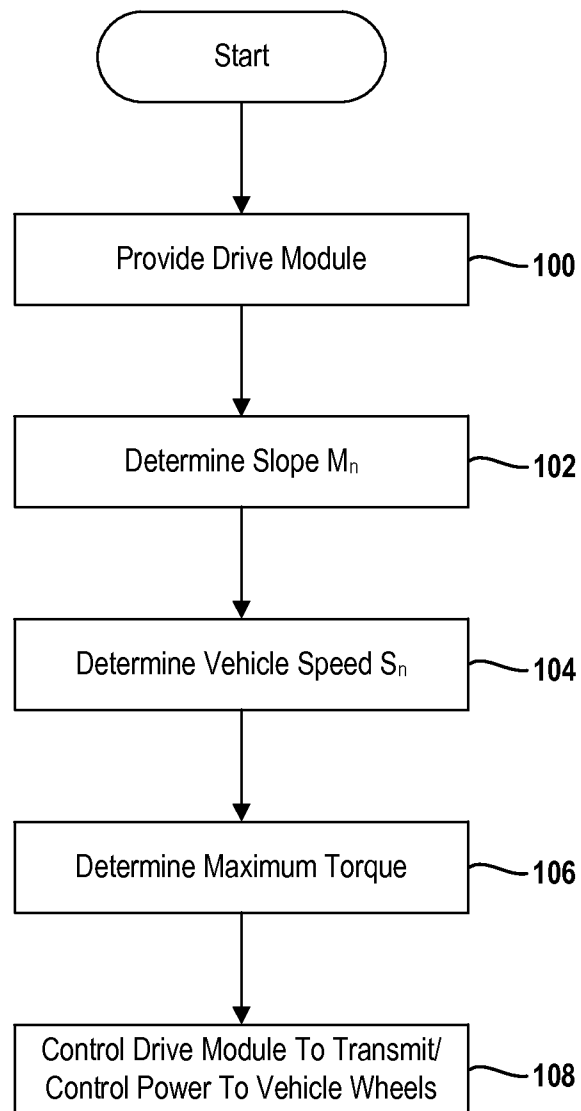 Start
Provide Drive Module
100
Determine Slope Mn
102
Determine Vehicle Speed Sn
104
Determine Maximum Torque
106
Control Drive Module To Transmit/
Control Power To Vehicle Wheels
108